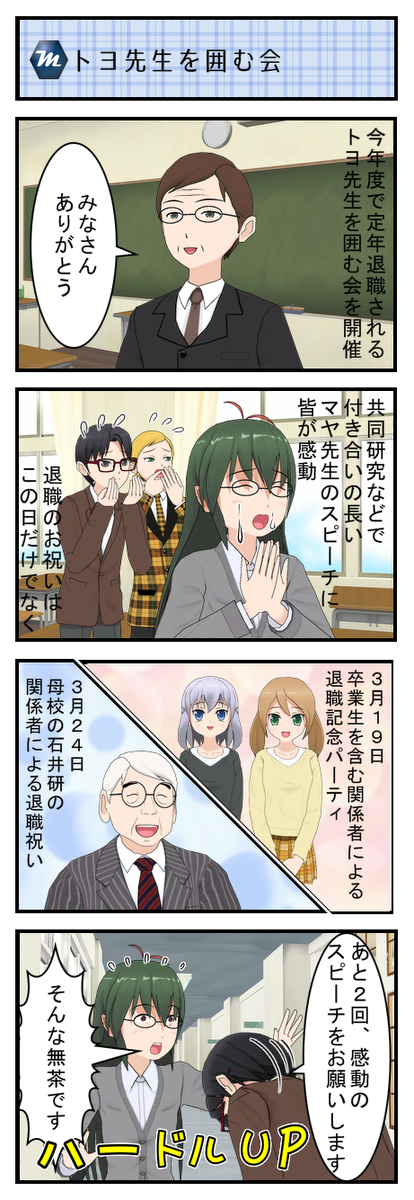 m トヨ先生を囲む会
今年度で定年退職される
トヨ先生を囲む会を開催
みなさん
ありがとう
共同研究などで
付き合いの長い
マヤ先生のスピーチに
皆が感動
退職のお祝いは
この日だけでなく
3月19日
卒業生を含む関係者による
退職記念パーティ
3月24日
母校の石井研の
関係者による退職祝い
あと2回、感動の
スピーチをお願いします
そんな無茶です
ハードルUP